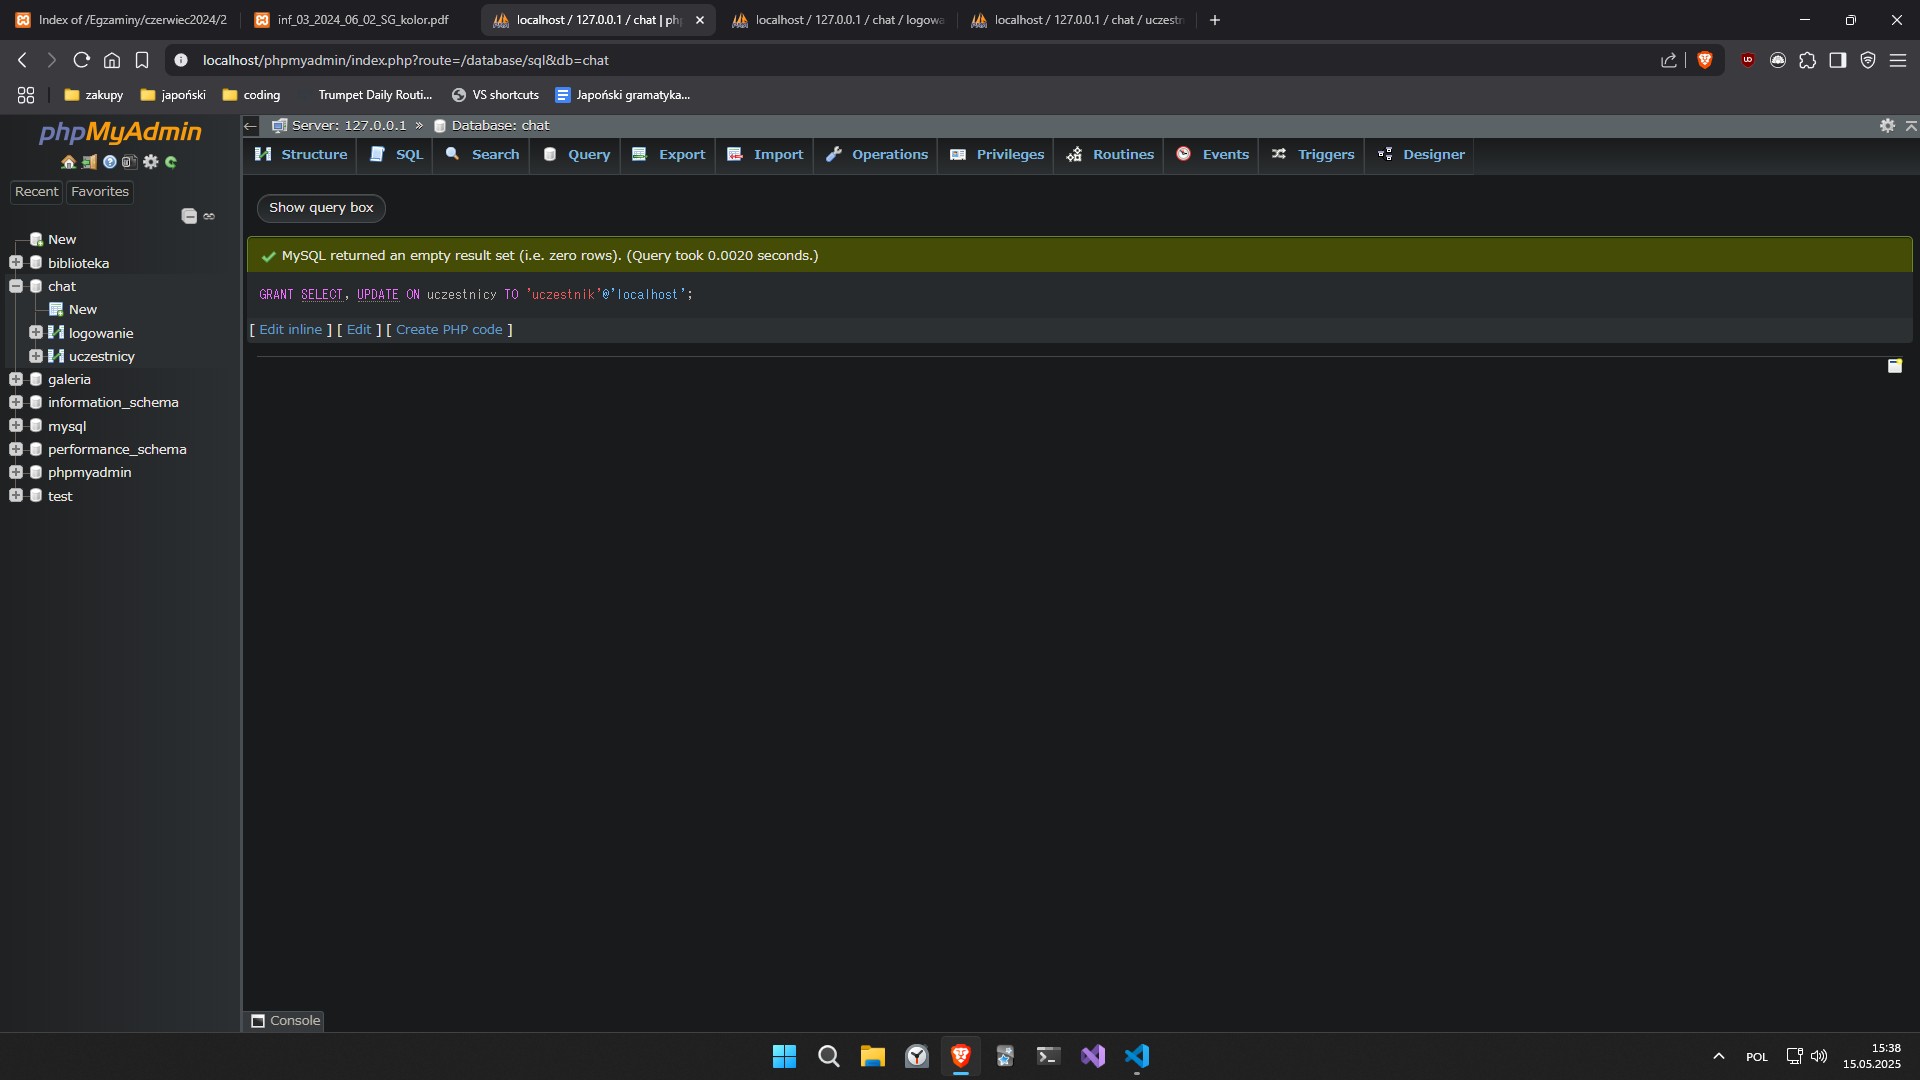 Index of /Egzaminy/czerwiec2024/2
inf_03_2024_06_02_SG_kolor.pdf
localhost / 127.0.0.1 / chat | ph
localhost / 127.0.0.1 / chat / logowa
localhost / 127.0.0.1 / chat / uczestn
localhost/phpmyadmin/index.php?route=/database/sql&db=chat
zakupy
japoński
coding
Trumpet Daily Routi...
VS shortcuts
Japoński gramatyka...
phpMyAdmin
Server: 127.0.0.1 » Database: chat
Structure
SQL
Search
Query
Export
Import
Operations
Privileges
Routines
Events
Triggers
Designer
Recent
Favorites
New
biblioteka
chat
New
logowanie
uczestnicy
galeria
information_schema
mysql
performance_schema
phpmyadmin
test
Show query box
MySQL returned an empty result set (i.e. zero rows). (Query took 0.0020 seconds.)
GRANT SELECT, UPDATE ON uczestnicy TO 'uczestnik'@'localhost';
[ Edit inline ] [ Edit ] [ Create PHP code ]
Console
POL
15:38
15.05.2025